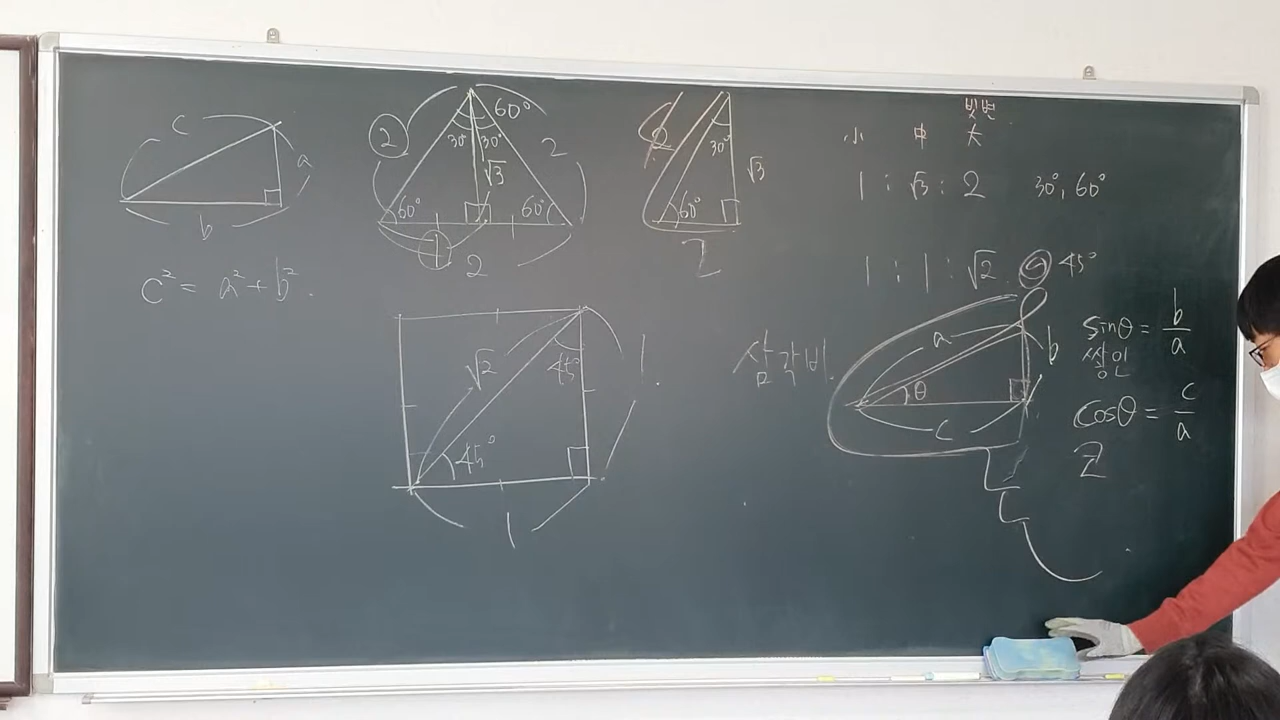 c
a
b
c² = a² + b².
② 60° 2
30° 30°
√3
60° 60°
①
2
2
30° √3
60°
빗변
小 中 大
1 : √3 : 2 30°, 60°
1 : 1 : √2 45°
√2 45° 1.
45°
1
삼각비.
a b
θ
c
sinθ = b/a
싸인
cosθ = c/a